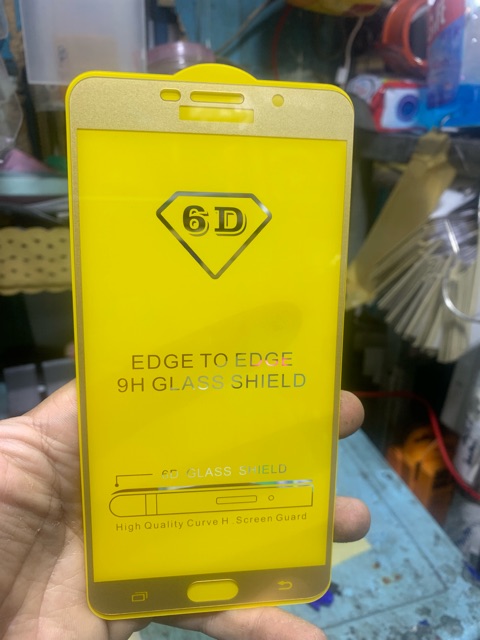 6D
EDGE TO EDGE
9H GLASS SHIELD
6D GLASS SHIELD
High Quality Curve H. Screen Guard